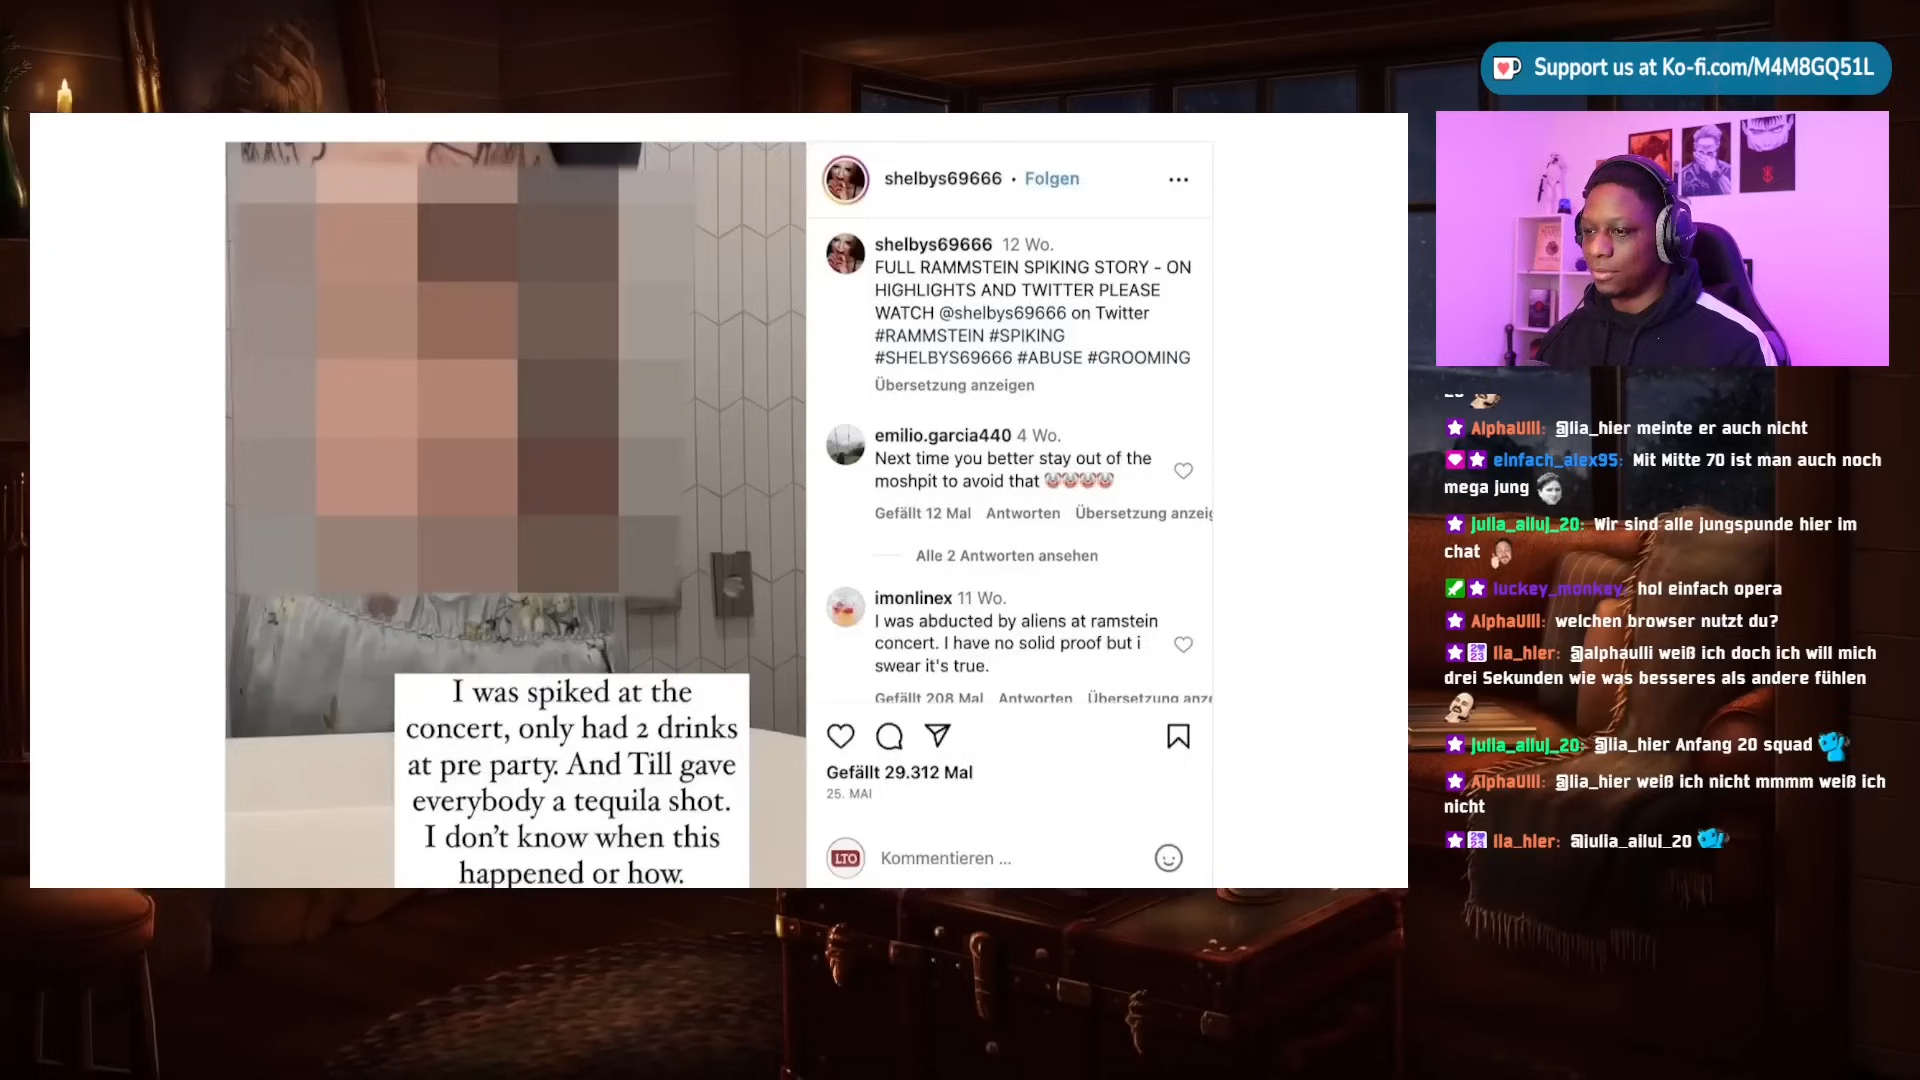 Support us at Ko-fi.com/M4M8GQ51L
shelbys69666 · Folgen
shelbys69666 12 Wo.
FULL RAMMSTEIN SPIKING STORY - ON
HIGHLIGHTS AND TWITTER PLEASE
WATCH @shelbys69666 on Twitter
#RAMMSTEIN #SPIKING
#SHELBYS69666 #ABUSE #GROOMING
Übersetzung anzeigen
emilio.garcia440 4 Wo.
Next time you better stay out of the
moshpit to avoid that 🤡🤡🤡🤡
Gefällt 12 Mal Antworten Übersetzung anzeig
Alle 2 Antworten ansehen
imonlinex 11 Wo.
I was abducted by aliens at ramstein
concert. I have no solid proof but i
swear it's true.
Gefällt 208 Mal Antworten Übersetzung anze
Gefällt 29.312 Mal
25. MAI
LTO Kommentieren ...
I was spiked at the
concert, only had 2 drinks
at pre party. And Till gave
everybody a tequila shot.
I don't know when this
happened or how.
AlphaUlli: @lia_hier meinte er auch nicht
einfach_alex95: Mit Mitte 70 ist man auch noch
mega jung
julia_alluj_20: Wir sind alle jungspunde hier im
chat
luckey_monkey: hol einfach opera
AlphaUlli: welchen browser nutzt du?
lia_hier: @alphaulli weiß ich doch ich will mich
drei Sekunden wie was besseres als andere fühlen
julia_alluj_20: @lia_hier Anfang 20 squad
AlphaUlli: @lia_hier weiß ich nicht mmmm weiß ich
nicht
lia_hier: @julia_alluj_20